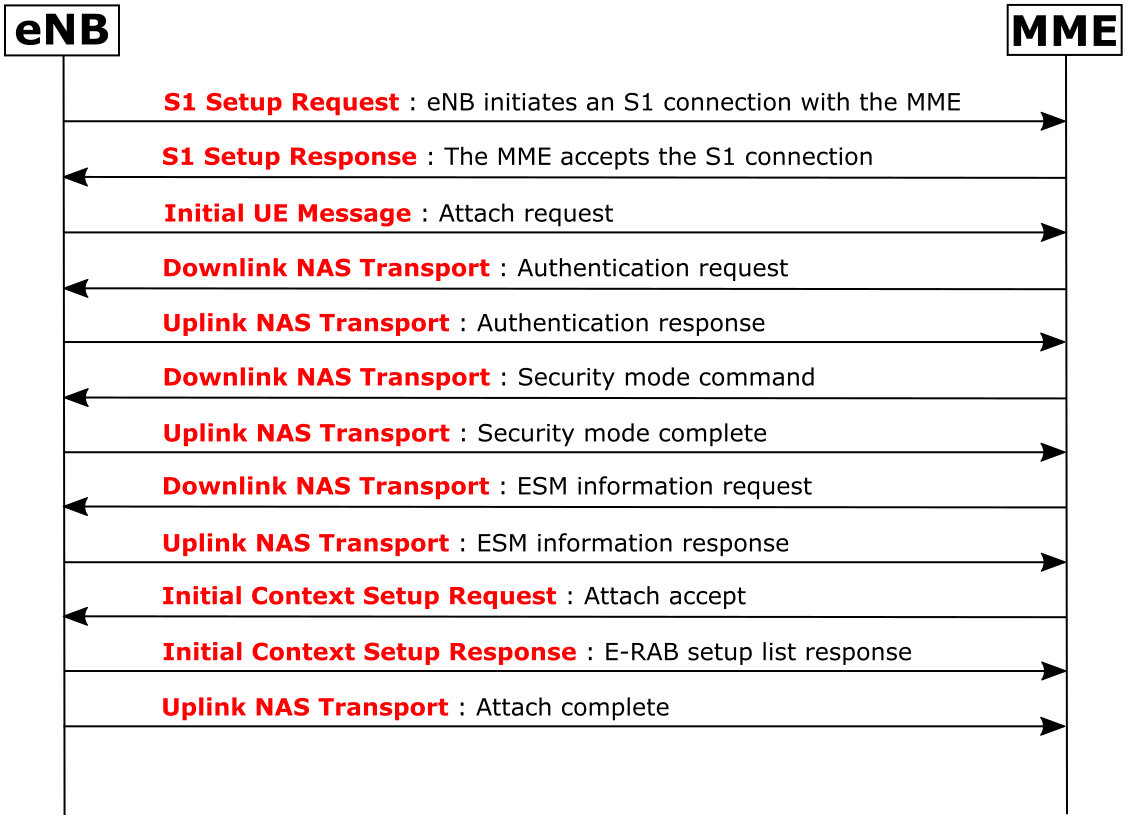 eNB
MME
S1 Setup Request : eNB initiates an S1 connection with the MME
S1 Setup Response : The MME accepts the S1 connection
Initial UE Message : Attach request
Downlink NAS Transport : Authentication request
Uplink NAS Transport : Authentication response
Downlink NAS Transport : Security mode command
Uplink NAS Transport : Security mode complete
Downlink NAS Transport : ESM information request
Uplink NAS Transport : ESM information response
Initial Context Setup Request : Attach accept
Initial Context Setup Response : E-RAB setup list response
Uplink NAS Transport : Attach complete